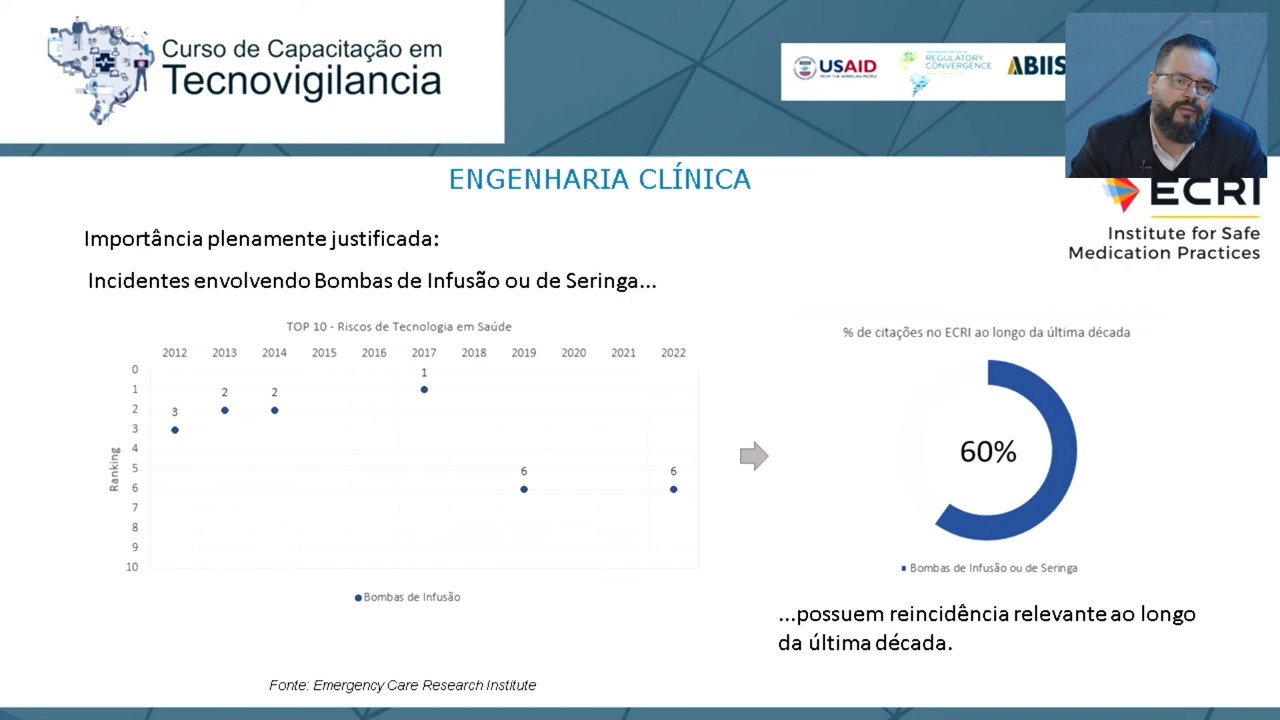 Curso de Capacitação em
Tecnovigilancia
USAID
FROM THE AMERICAN PEOPLE
REGULATORY
CONVERGENCE
ABIIS
ENGENHARIA CLÍNICA
ECRI
Institute for Safe
Medication Practices
Importância plenamente justificada:
Incidentes envolvendo Bombas de Infusão ou de Seringa...
TOP 10 - Riscos de Tecnologia em Saúde
2012 2013 2014 2015 2016 2017 2018 2019 2020 2021 2022
0
1
2
3
4
5
6
7
8
9
10
Ranking
3
2
2
1
6
6
Bombas de Infusão
% de citações no ECRI ao longo da última década
60%
Bombas de Infusão ou de Seringa
...possuem reincidência relevante ao longo
da última década.
Fonte: Emergency Care Research Institute